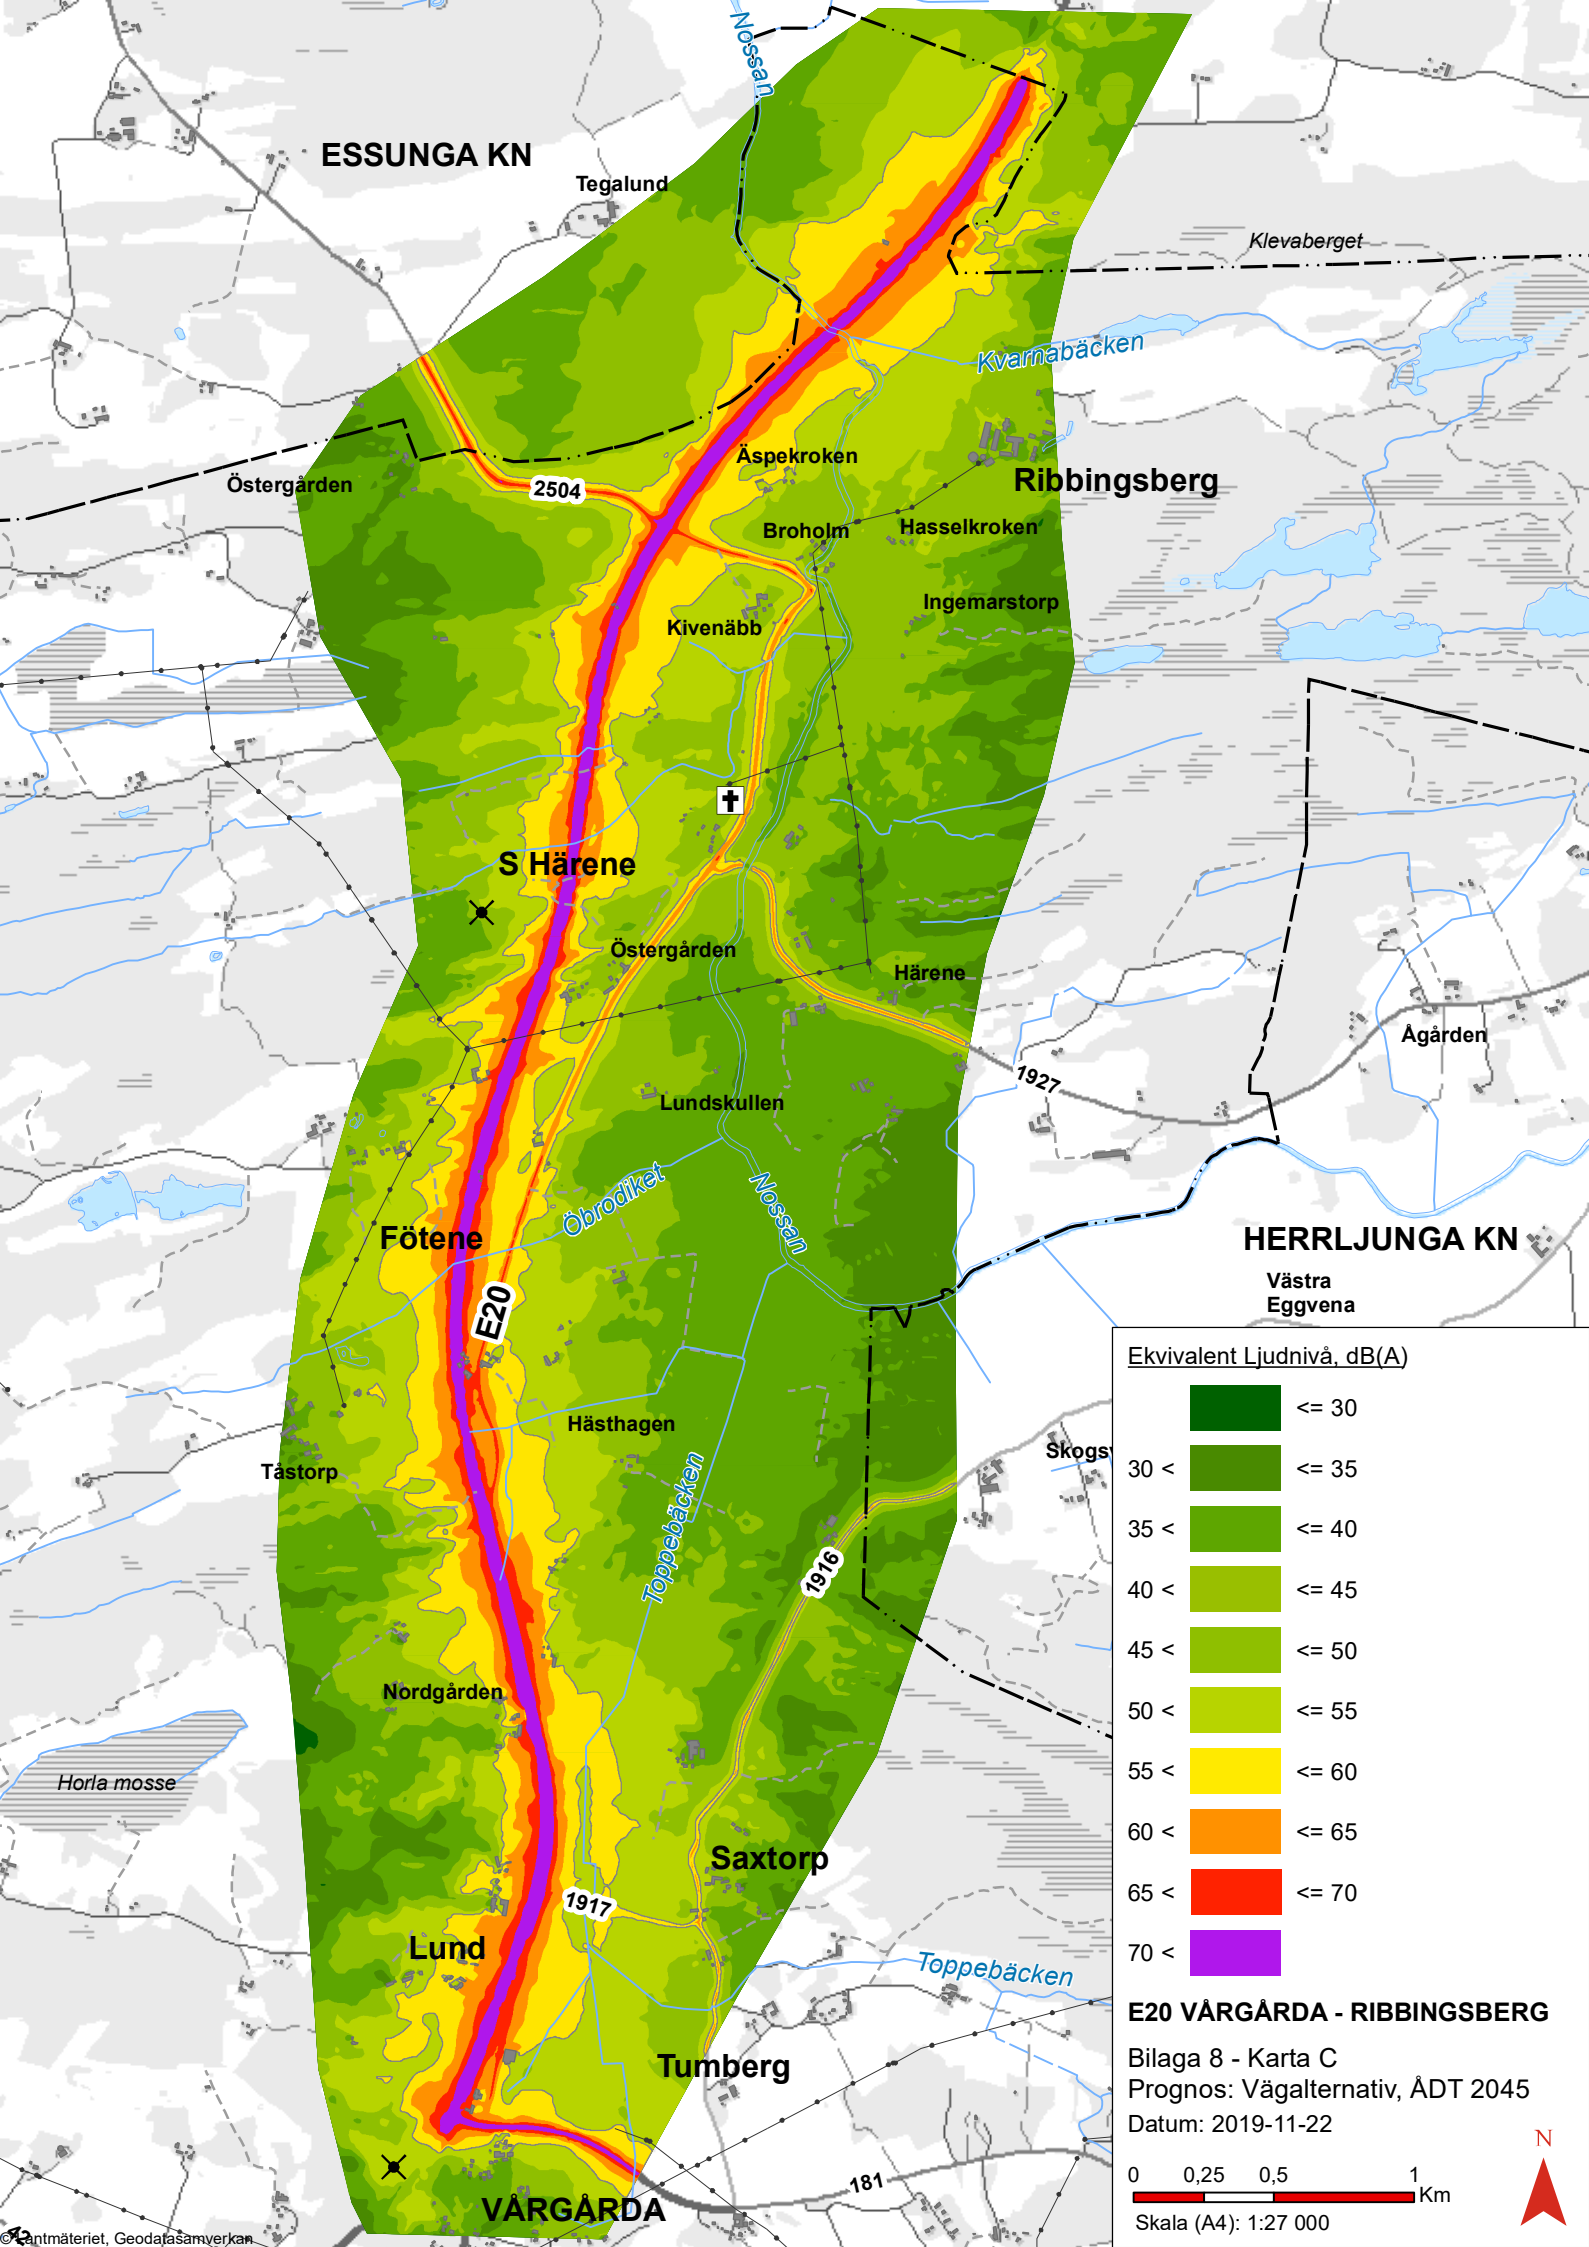 Nossan
ESSUNGA KN
Tegalund
Klevaberget
Kvarnabäcken
Äspekroken
Östergården
2504
Ribbingsberg
Broholm
Hasselkroken
Ingemarstorp
Kivenäbb
S Härene
Östergården
Härene
Ågården
1927
Lundskullen
Öbrodiket
Nossan
Fötene
HERRLJUNGA KN
Västra
Eggvena
E20
Hästhagen
Tåstorp
Toppebäcken
1916
Nordgården
Horla mosse
Saxtorp
1917
Lund
Toppebäcken
Tumberg
181
VÅRGÅRDA
42
© Lantmäteriet, Geodatasamverkan
Ekvivalent Ljudnivå, dB(A)
<= 30
30 < <= 35
35 < <= 40
40 < <= 45
45 < <= 50
50 < <= 55
55 < <= 60
60 < <= 65
65 < <= 70
70 <
E20 VÅRGÅRDA - RIBBINGSBERG
Bilaga 8 - Karta C
Prognos: Vägalternativ, ÅDT 2045
Datum: 2019-11-22
N
0 0,25 0,5 1
Km
Skala (A4): 1:27 000